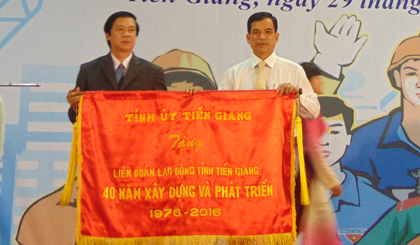 Tiền Giang, ngày 29 tháng
TỈNH ỦY TIỀN GIANG
Tặng
LIÊN ĐOÀN LAO ĐỘNG TỈNH TIỀN GIANG
40 NĂM XÂY DỰNG VÀ PHÁT TRIỂN
1976-2016